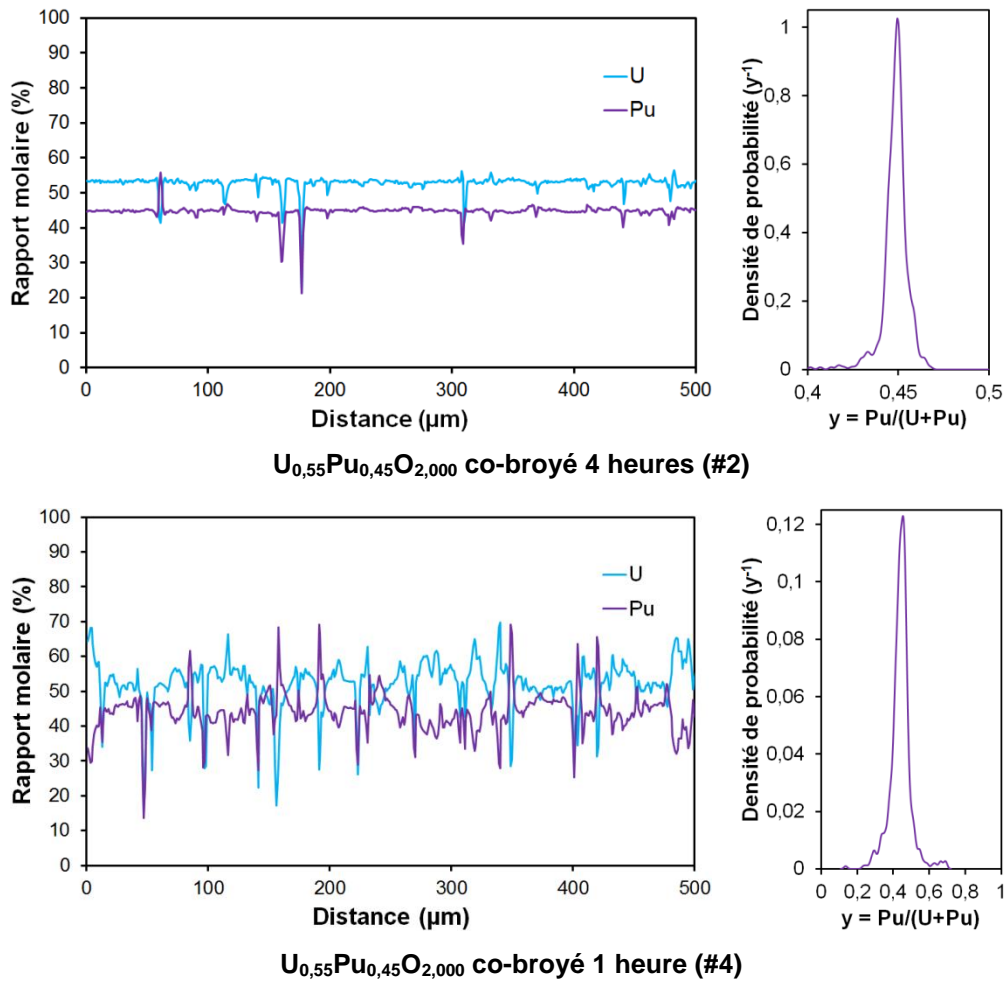 100
90
80
70
60
50
40
30
20
10
0
Rapport molaire (%)
U
Pu
0 100 200 300 400 500
Distance (µm)
1
0,8
0,6
0,4
0,2
0
Densité de probabilité (y⁻¹)
0,4 0,45 0,5
y = Pu/(U+Pu)
U₀,₅₅Pu₀,₄₅O₂,₀₀₀ co-broyé 4 heures (#2)
100
90
80
70
60
50
40
30
20
10
0
Rapport molaire (%)
U
Pu
0 100 200 300 400 500
Distance (µm)
0,12
0,1
0,08
0,06
0,04
0,02
0
Densité de probabilité (y⁻¹)
0 0,2 0,4 0,6 0,8 1
y = Pu/(U+Pu)
U₀,₅₅Pu₀,₄₅O₂,₀₀₀ co-broyé 1 heure (#4)